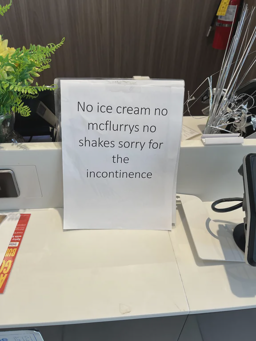 No ice cream no
mcflurrys no
shakes sorry for
the
incontinence